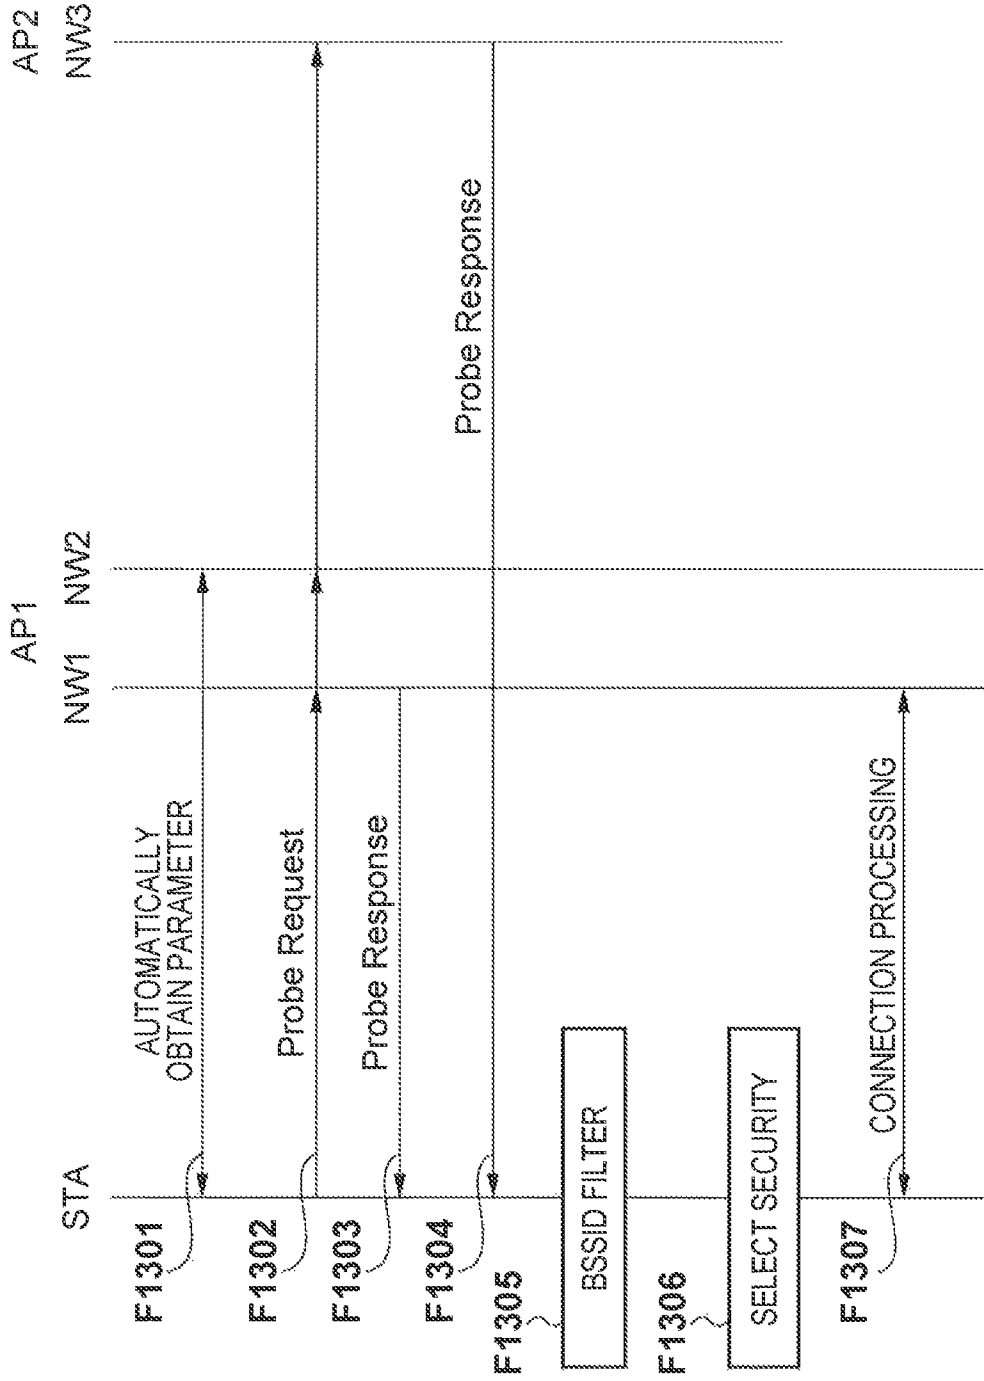 STA
AP1
NW1
NW2
AP2
NW3
F1301
AUTOMATICALLY
OBTAIN PARAMETER
F1302
Probe Request
F1303
Probe Response
F1304
Probe Response
F1305
BSSID FILTER
F1306
SELECT SECURITY
F1307
CONNECTION PROCESSING